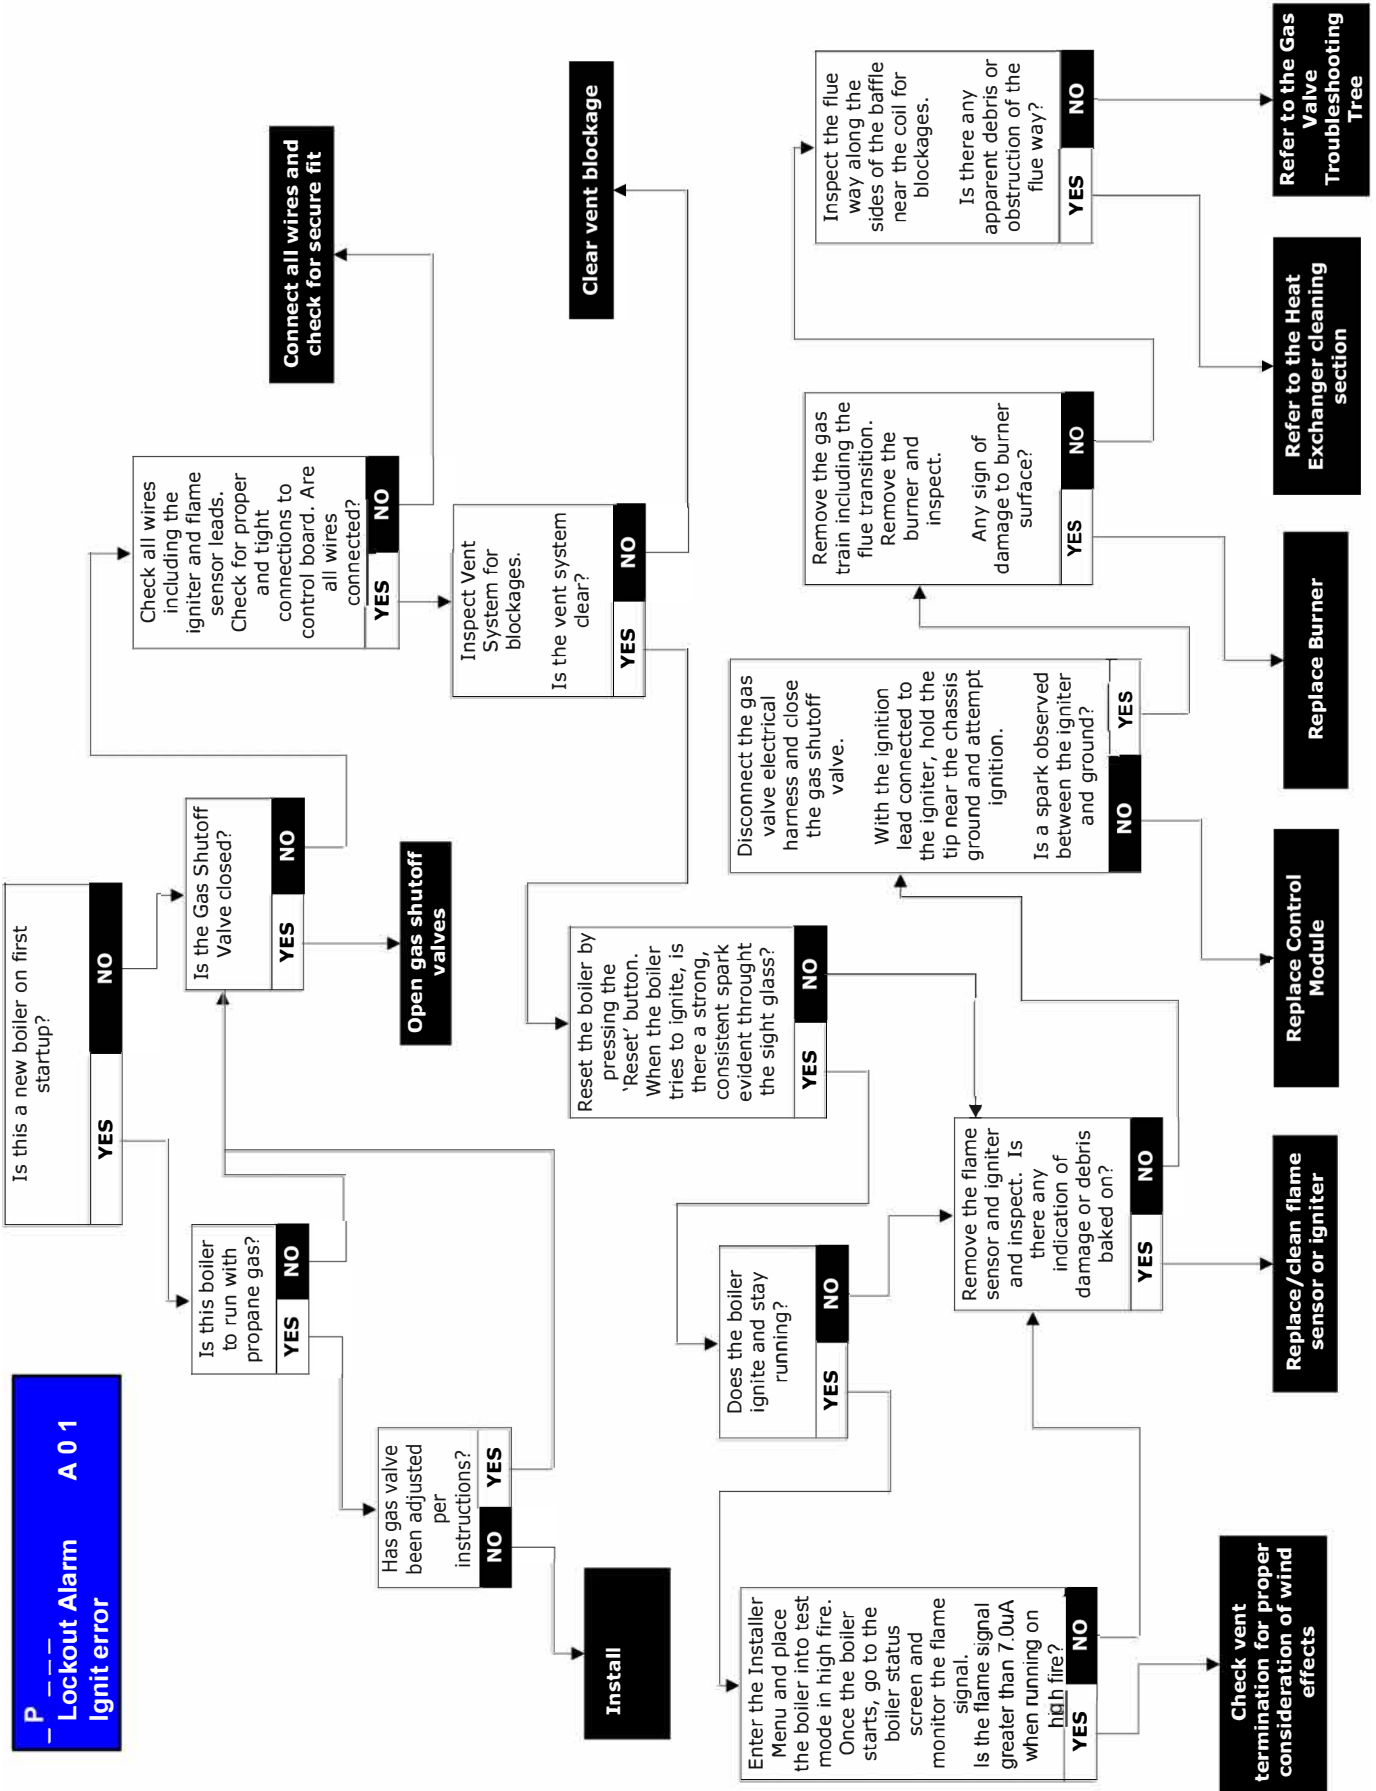 _ P _ _ _
Lockout Alarm A 0 1
Ignit error
Is this a new boiler on first
startup?
YES
NO
Is this boiler
to run with
propane gas?
YES
NO
Has gas valve
been adjusted
per
instructions?
NO
YES
Install
Is the Gas Shutoff
Valve closed?
YES
NO
Open gas shutoff
valves
Check all wires
including the
igniter and flame
sensor leads.
Check for proper
and tight
connections to
control board. Are
all wires
connected?
YES
NO
Connect all wires and
check for secure fit
Inspect Vent
System for
blockages.
Is the vent system
clear?
YES
NO
Clear vent blockage
Reset the boiler by
pressing the
‘Reset’ button.
When the boiler
tries to ignite, is
there a strong,
consistent spark
evident throught
the sight glass?
YES
NO
Does the boiler
ignite and stay
running?
YES
NO
Enter the Installer
Menu and place
the boiler into test
mode in high fire.
Once the boiler
starts, go to the
boiler status
screen and
monitor the flame
signal.
Is the flame signal
greater than 7.0uA
when running on
high fire?
YES
NO
Check vent
termination for proper
consideration of wind
effects
Remove the flame
sensor and igniter
and inspect. Is
there any
indication of
damage or debris
baked on?
YES
NO
Replace/clean flame
sensor or igniter
Disconnect the gas
valve electrical
harness and close
the gas shutoff
valve.
With the ignition
lead connected to
the igniter, hold the
tip near the chassis
ground and attempt
ignition.
Is a spark observed
between the igniter
and ground?
NO
YES
Replace Control
Module
Remove the gas
train including the
flue transition.
Remove the
burner and
inspect.
Any sign of
damage to burner
surface?
YES
NO
Replace Burner
Inspect the flue
way along the
sides of the baffle
near the coil for
blockages.
Is there any
apparent debris or
obstruction of the
flue way?
YES
NO
Refer to the Heat
Exchanger cleaning
section
Refer to the Gas
Valve
Troubleshooting
Tree